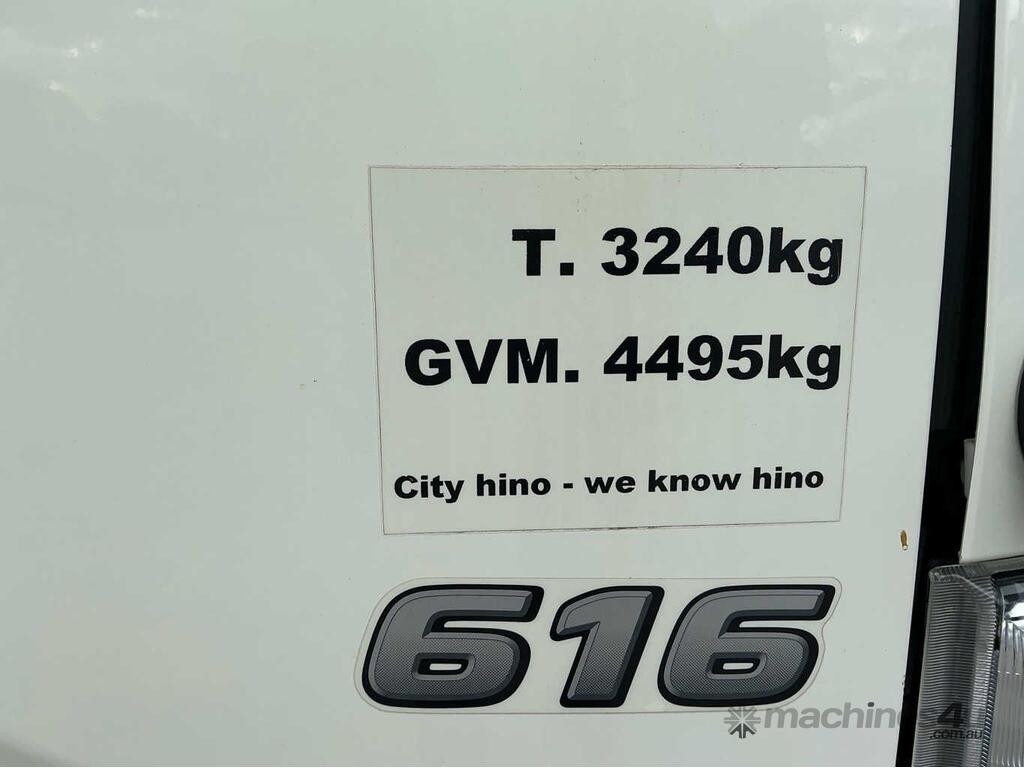 T. 3240kg
GVM. 4495kg
City hino - we know hino
616
machines4u
.com.au